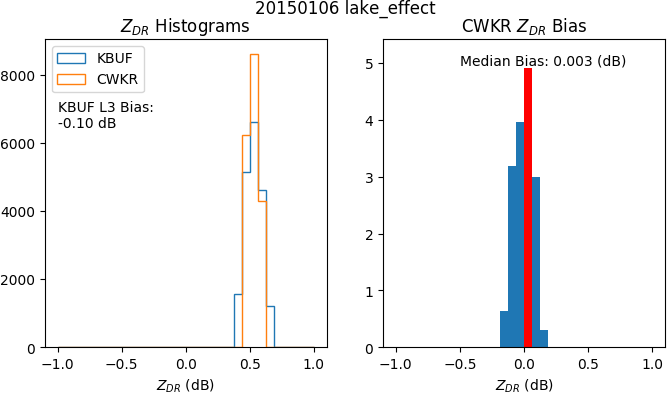 20150106 lake_effect
Z_DR Histograms
KBUF
CWKR
KBUF L3 Bias:
-0.10 dB
8000
6000
4000
2000
0
−1.0 −0.5 0.0 0.5 1.0
Z_DR (dB)
CWKR Z_DR Bias
Median Bias: 0.003 (dB)
5
4
3
2
1
0
−1.0 −0.5 0.0 0.5 1.0
Z_DR (dB)